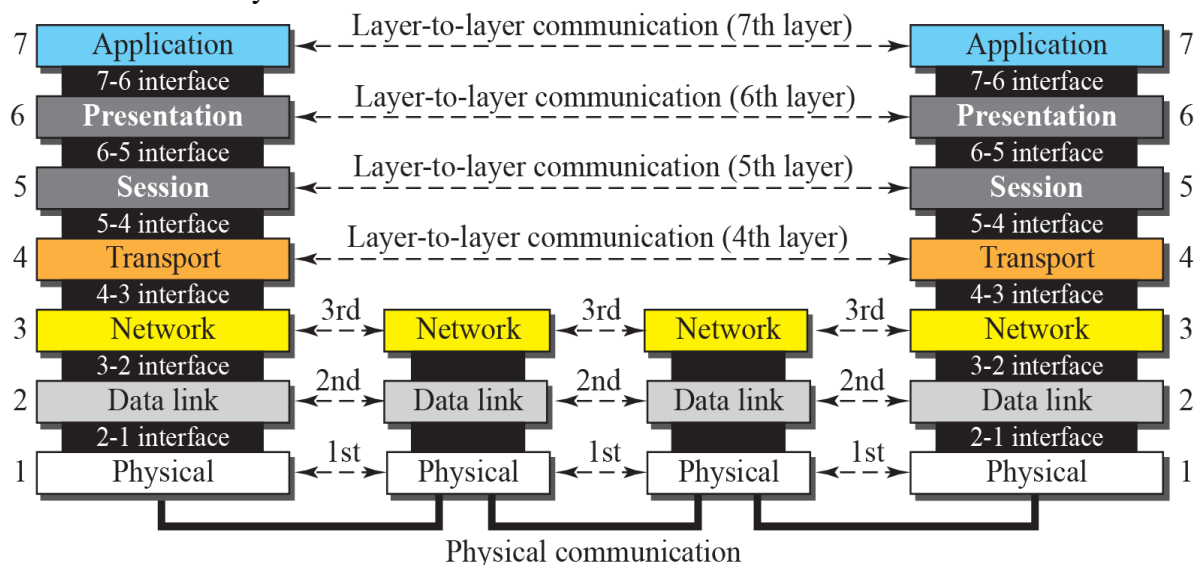 7 Application Layer-to-layer communication (7th layer) Application 7
7-6 interface 7-6 interface
6 Presentation Layer-to-layer communication (6th layer) Presentation 6
6-5 interface 6-5 interface
5 Session Layer-to-layer communication (5th layer) Session 5
5-4 interface 5-4 interface
4 Transport Layer-to-layer communication (4th layer) Transport 4
4-3 interface 4-3 interface
3 Network 3rd Network 3rd Network 3rd Network 3
3-2 interface 3-2 interface
2 Data link 2nd Data link 2nd Data link 2nd Data link 2
2-1 interface 2-1 interface
1 Physical 1st Physical 1st Physical 1st Physical 1
Physical communication